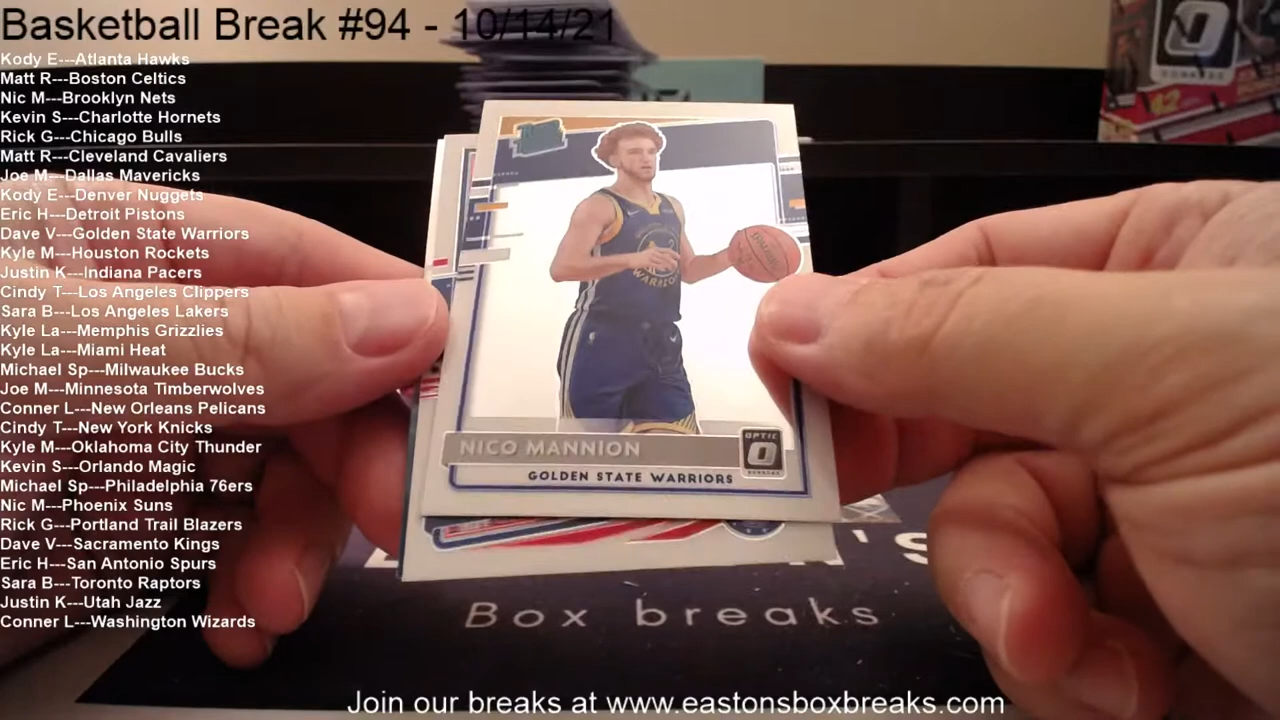 Basketball Break #94 - 10/14/21
Kody E---Atlanta Hawks
Matt R---Boston Celtics
Nic M---Brooklyn Nets
Kevin S---Charlotte Hornets
Rick G---Chicago Bulls
Matt R---Cleveland Cavaliers
Joe M---Dallas Mavericks
Kody E---Denver Nuggets
Eric H---Detroit Pistons
Dave V---Golden State Warriors
Kyle M---Houston Rockets
Justin K---Indiana Pacers
Cindy T---Los Angeles Clippers
Sara B---Los Angeles Lakers
Kyle La---Memphis Grizzlies
Kyle La---Miami Heat
Michael Sp---Milwaukee Bucks
Joe M---Minnesota Timberwolves
Conner L---New Orleans Pelicans
Cindy T---New York Knicks
Kyle M---Oklahoma City Thunder
Kevin S---Orlando Magic
Michael Sp---Philadelphia 76ers
Nic M---Phoenix Suns
Rick G---Portland Trail Blazers
Dave V---Sacramento Kings
Eric H---San Antonio Spurs
Sara B---Toronto Raptors
Justin K---Utah Jazz
Conner L---Washington Wizards
SPALDING
WARRIORS
NICO MANNION
OPTIC
GOLDEN STATE WARRIORS
'S
Box breaks
Join our breaks at www.eastonsboxbreaks.com